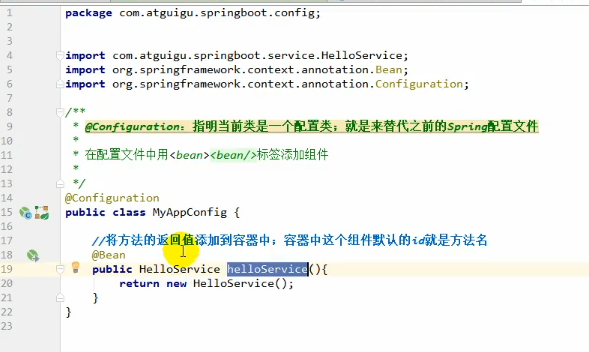 1 package com.atguigu.springboot.config;
2
3
4 import com.atguigu.springboot.service.HelloService;
5 import org.springframework.context.annotation.Bean;
6 import org.springframework.context.annotation.Configuration;
7
8 /**
9 * @Configuration：指明当前类是一个配置类；就是来替代之前的Spring配置文件
10 *
11 * 在配置文件中用<bean><bean/>标签添加组件
12 *
13 */
14 @Configuration
15 public class MyAppConfig {
16
17 //将方法的返回值添加到容器中；容器中这个组件默认的id就是方法名
18 @Bean
19 public HelloService helloService(){
20 return new HelloService();
21 }
22 }
23